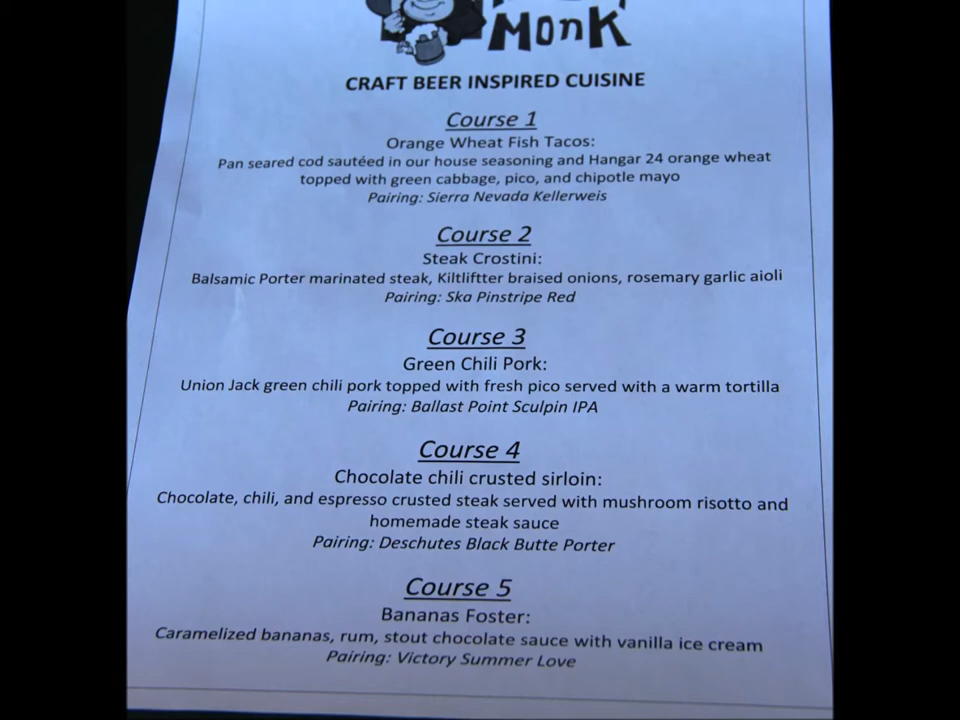 MonK
CRAFT BEER INSPIRED CUISINE
Course 1
Orange Wheat Fish Tacos:
Pan seared cod sautéed in our house seasoning and Hangar 24 orange wheat
topped with green cabbage, pico, and chipotle mayo
Pairing: Sierra Nevada Kellerweis
Course 2
Steak Crostini:
Balsamic Porter marinated steak, Kiltliftter braised onions, rosemary garlic aioli
Pairing: Ska Pinstripe Red
Course 3
Green Chili Pork:
Union Jack green chili pork topped with fresh pico served with a warm tortilla
Pairing: Ballast Point Sculpin IPA
Course 4
Chocolate chili crusted sirloin:
Chocolate, chili, and espresso crusted steak served with mushroom risotto and
homemade steak sauce
Pairing: Deschutes Black Butte Porter
Course 5
Bananas Foster:
Caramelized bananas, rum, stout chocolate sauce with vanilla ice cream
Pairing: Victory Summer Love